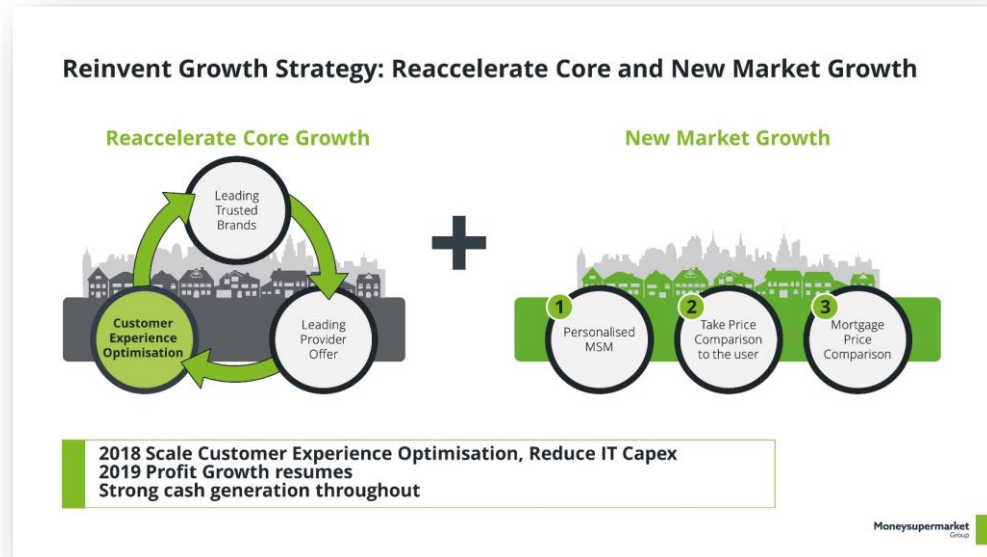 Reinvent Growth Strategy: Reaccelerate Core and New Market Growth
Reaccelerate Core Growth
Leading
Trusted
Brands
Customer
Experience
Optimisation
Leading
Provider
Offer
+
New Market Growth
1
Personalised
MSM
2
Take Price
Comparison
to the user
3
Mortgage
Price
Comparison
2018 Scale Customer Experience Optimisation, Reduce IT Capex
2019 Profit Growth resumes
Strong cash generation throughout
Moneysupermarket
Group